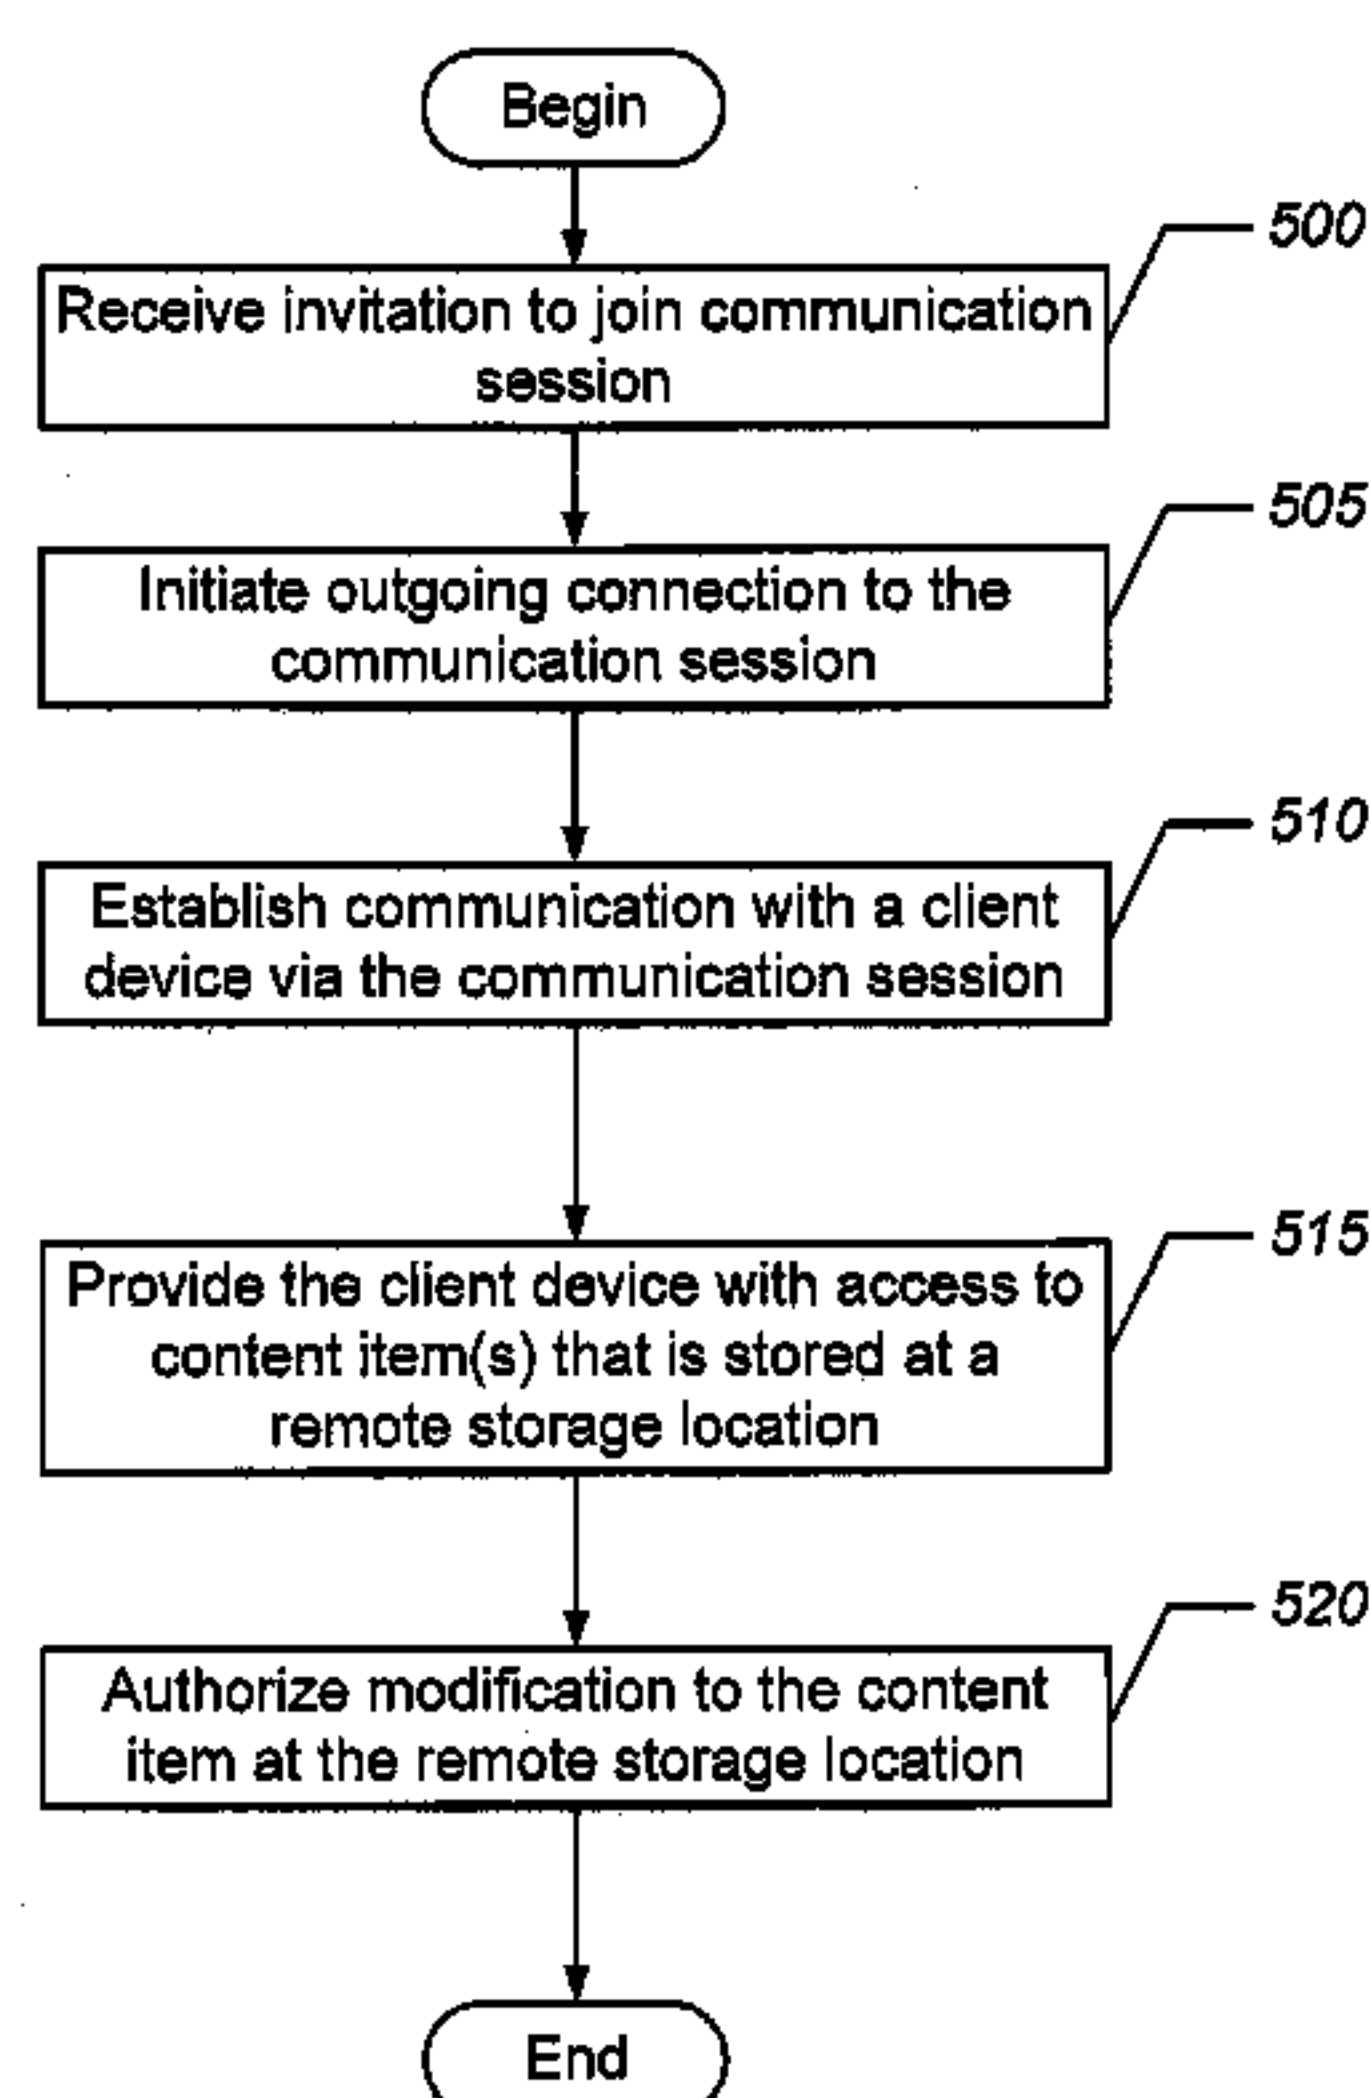 Begin
500
Receive invitation to join communication
session
505
Initiate outgoing connection to the
communication session
510
Establish communication with a client
device via the communication session
515
Provide the client device with access to
content item(s) that is stored at a
remote storage location
520
Authorize modification to the content
item at the remote storage location
End